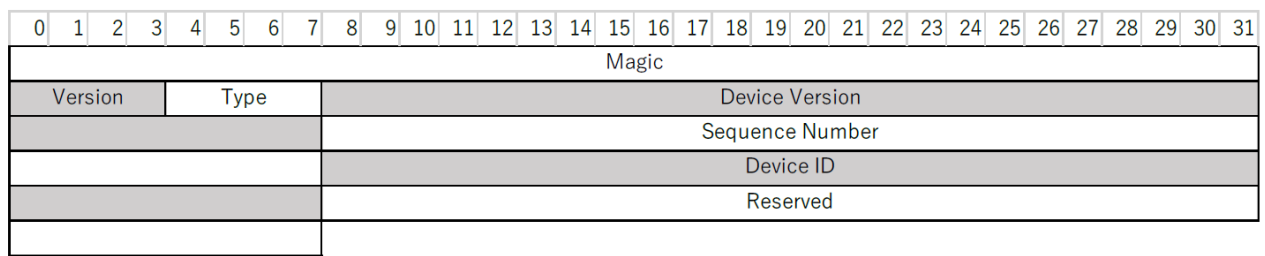 0 1 2 3 4 5 6 7 8 9 10 11 12 13 14 15 16 17 18 19 20 21 22 23 24 25 26 27 28 29 30 31
Magic
Version Type Device Version
Sequence Number
Device ID
Reserved